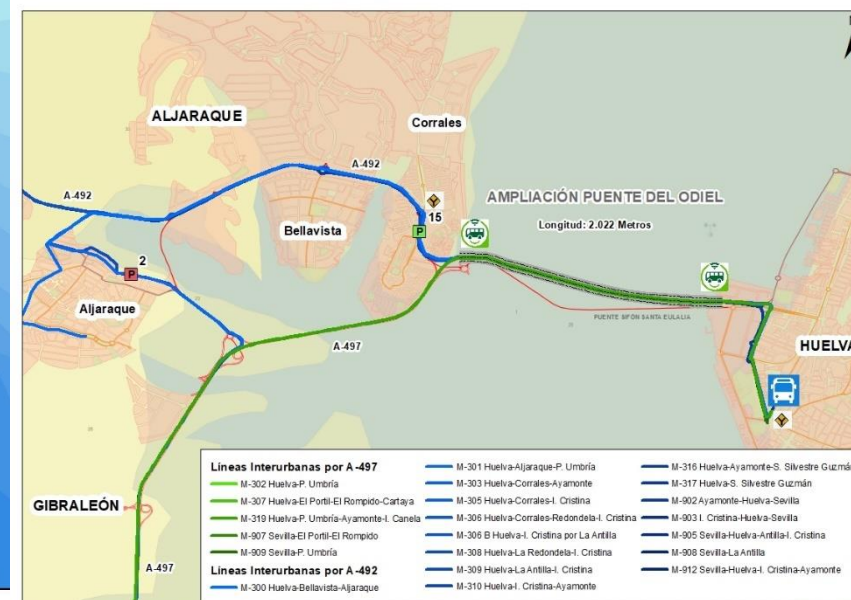 ALJARAQUE
Corrales
A-492
A-492
AMPLIACIÓN PUENTE DEL ODIEL
15
P
Longitud: 2.022 Metros
Bellavista
2
P
Aljaraque
PUENTE SIFÓN SANTA EULALIA
A-497
HUELVA
GIBRALEÓN
A-497
Líneas Interurbanas por A-497
M-302 Huelva-P. Umbría
M-307 Huelva-El Portil-El Rompido-Cartaya
M-319 Huelva-P. Umbría-Ayamonte-I. Canela
M-907 Sevilla-El Portil-El Rompido
M-909 Sevilla-P. Umbría
Líneas Interurbanas por A-492
M-300 Huelva-Bellavista-Aljaraque
M-301 Huelva-Aljaraque-P. Umbría
M-303 Huelva-Corrales-Ayamonte
M-305 Huelva-Corrales-I. Cristina
M-306 Huelva-Corrales-Redondela-I. Cristina
M-306 B Huelva-I. Cristina por La Antilla
M-308 Huelva-La Redondela-I. Cristina
M-309 Huelva-La Antilla-I. Cristina
M-310 Huelva-I. Cristina-Ayamonte
M-316 Huelva-Ayamonte-S. Silvestre Guzmán
M-317 Huelva-S. Silvestre Guzmán
M-902 Ayamonte-Huelva-Sevilla
M-903 I. Cristina-Huelva-Sevilla
M-905 Sevilla-Huelva-Antilla-I. Cristina
M-908 Sevilla-La Antilla
M-912 Sevilla-Huelva-I. Cristina-Ayamonte